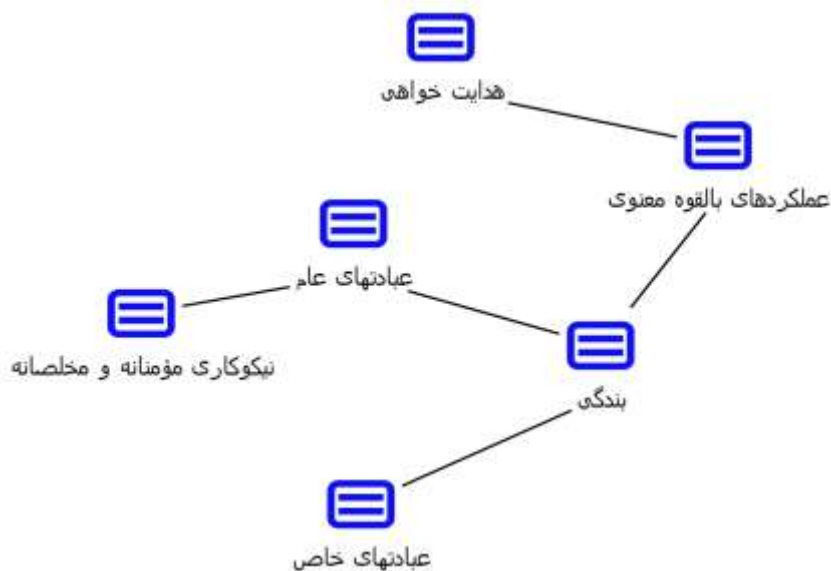 هدایت خواهی
عملکردهای بالقوه معنوی
عبادتهای عام
نیکوکاری مؤمنانه و مخلصانه
بندگی
عبادتهای خاص